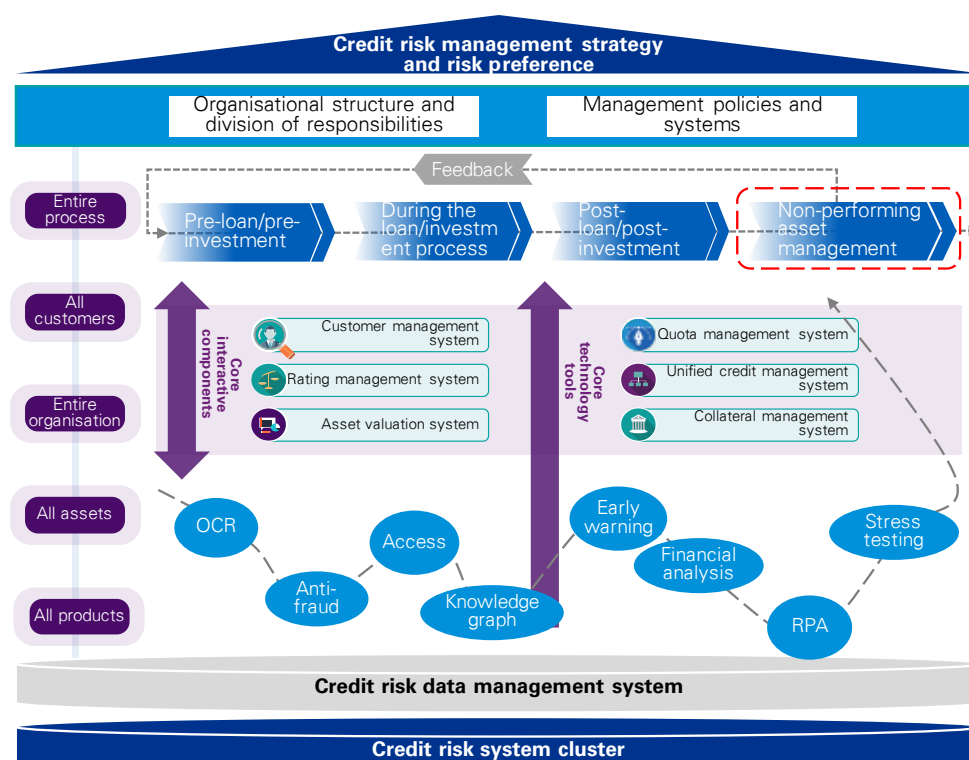 Credit risk management strategy
and risk preference
Organisational structure and
division of responsibilities
Management policies and
systems
Feedback
Entire
process
Pre-loan/pre-
investment
During the
loan/investm
ent process
Post-
loan/post-
investment
Non-performing
asset
management
All
customers
Core
interactive
components
Customer management
system
Rating management system
Asset valuation system
Core
technology
tools
Quota management system
Unified credit management
system
Collateral management
system
Entire
organisation
All assets
OCR
Anti-
fraud
Access
Knowledge
graph
Early
warning
Financial
analysis
RPA
Stress
testing
All products
Credit risk data management system
Credit risk system cluster